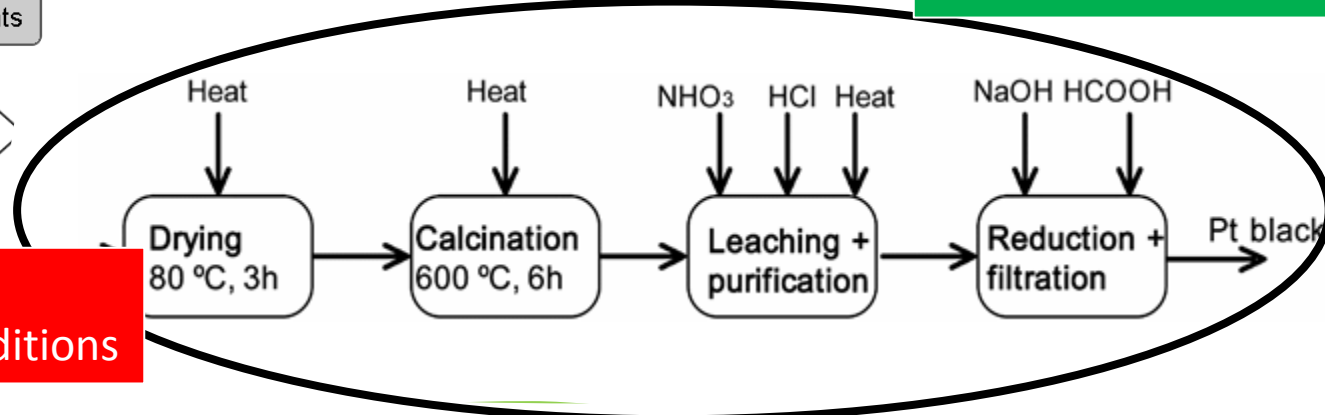 nts
Heat
Heat
NHO₃ HCl Heat
NaOH HCOOH
Drying
80 ºC, 3h
Calcination
600 ºC, 6h
Leaching +
purification
Reduction +
filtration
Pt black
ditions